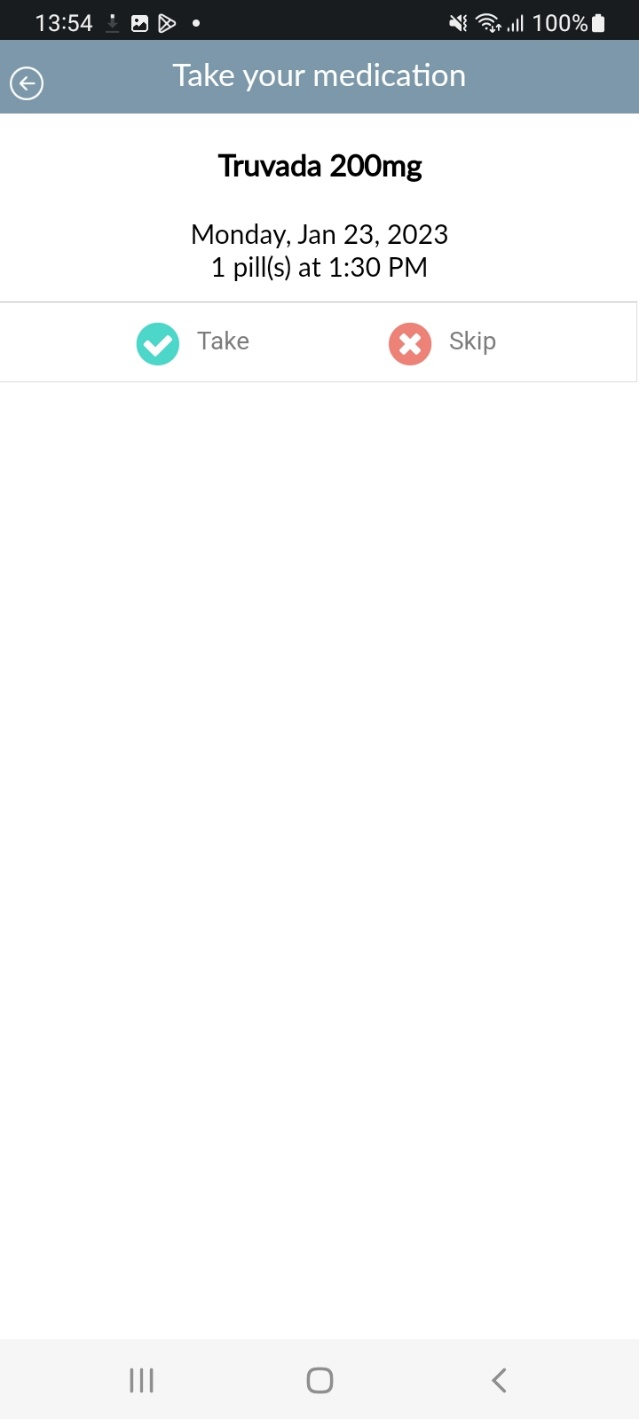 13:54 100%
Take your medication
Truvada 200mg
Monday, Jan 23, 2023
1 pill(s) at 1:30 PM
Take Skip